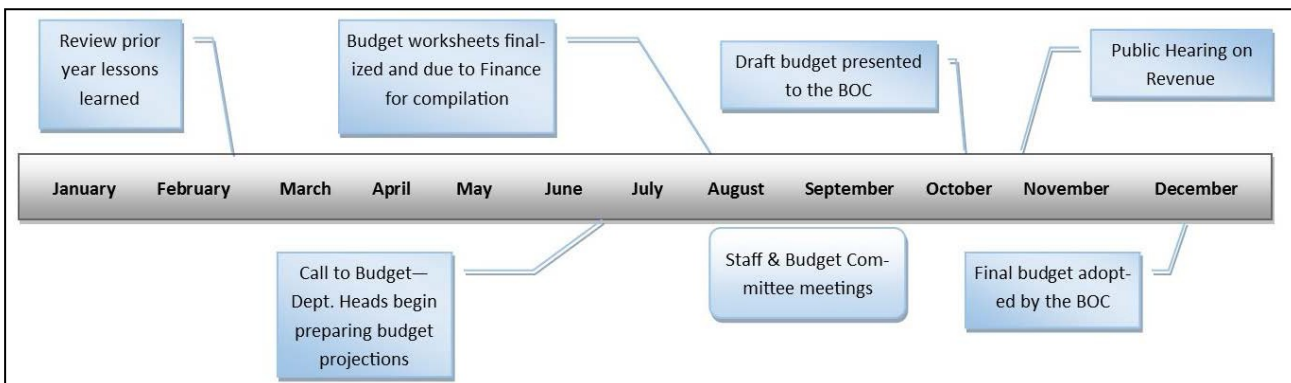 Review prior
year lessons
learned
Budget worksheets final-
ized and due to Finance
for compilation
Draft budget presented
to the BOC
Public Hearing on
Revenue
January February March April May June July August September October November December
Call to Budget—
Dept. Heads begin
preparing budget
projections
Staff & Budget Com-
mittee meetings
Final budget adopt-
ed by the BOC